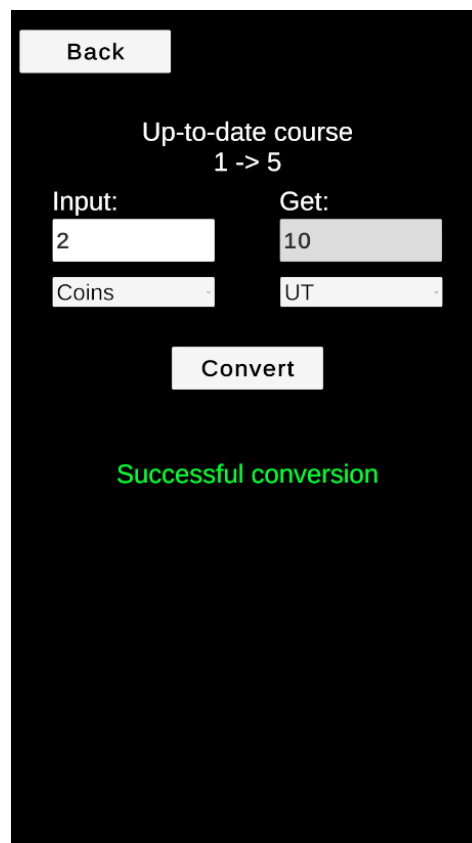 Back
Up-to-date course
1 -> 5
Input: Get:
2 10
Coins UT
Convert
Successful conversion